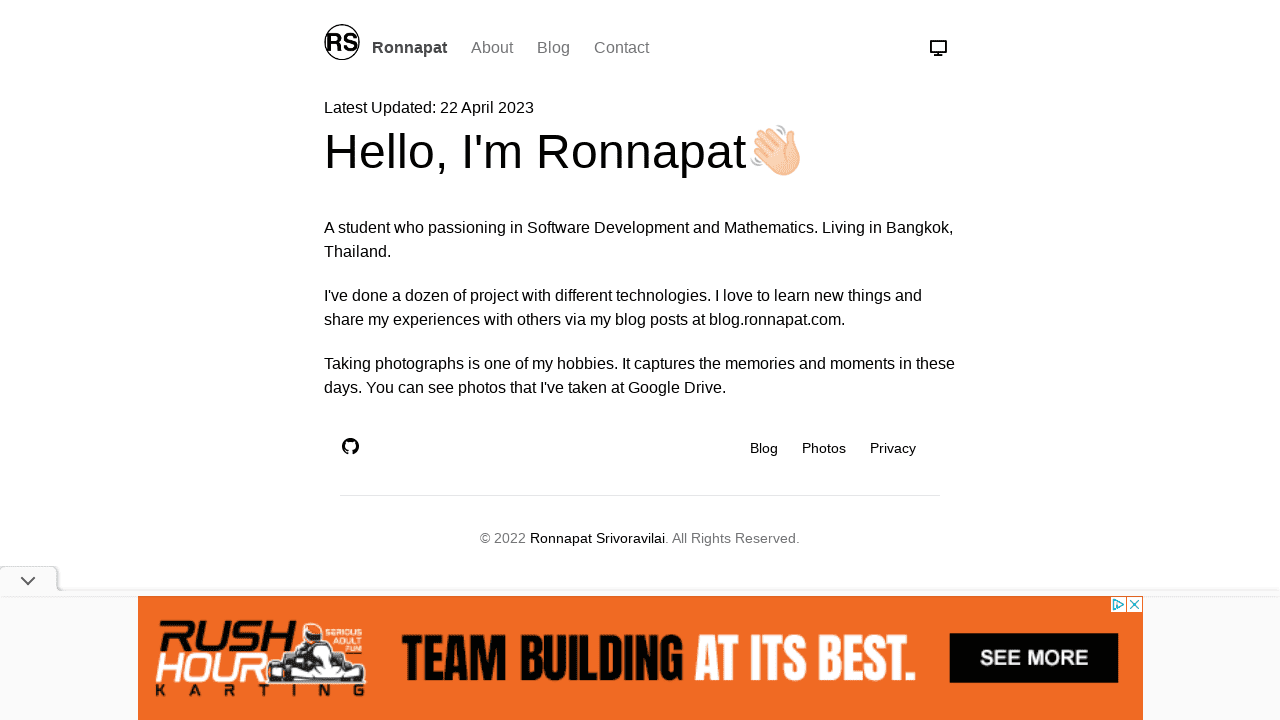 RS Ronnapat About Blog Contact
Latest Updated: 22 April 2023
Hello, I'm Ronnapat👋🏻
A student who passioning in Software Development and Mathematics. Living in Bangkok,
Thailand.
I've done a dozen of project with different technologies. I love to learn new things and
share my experiences with others via my blog posts at blog.ronnapat.com.
Taking photographs is one of my hobbies. It captures the memories and moments in these
days. You can see photos that I've taken at Google Drive.
Blog Photos Privacy
© 2022 Ronnapat Srivoravilai. All Rights Reserved.
RUSH HOUR KARTING
SERIOUS ADULT FUN
TEAM BUILDING AT ITS BEST.
SEE MORE